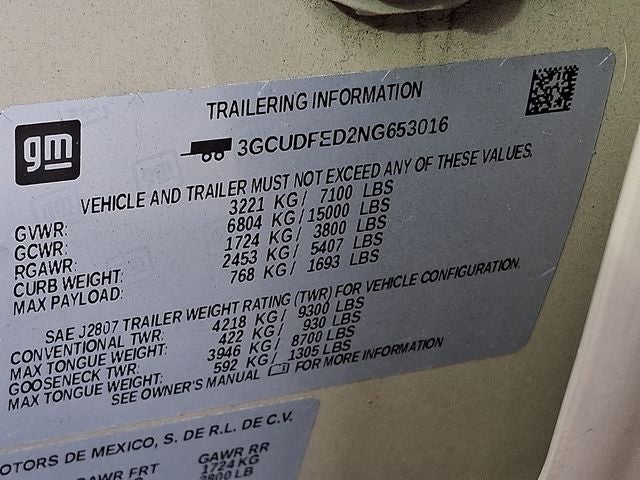 gm
TRAILERING INFORMATION
3GCUDFED2NG653016
VEHICLE AND TRAILER MUST NOT EXCEED ANY OF THESE VALUES.
GVWR: 3221 KG/ 7100 LBS
GCWR: 6804 KG/ 15000 LBS
RGAWR: 1724 KG/ 3800 LBS
CURB WEIGHT: 2453 KG/ 5407 LBS
MAX PAYLOAD: 768 KG/ 1693 LBS
SAE J2807 TRAILER WEIGHT RATING (TWR) FOR VEHICLE CONFIGURATION.
CONVENTIONAL TWR: 4218 KG/ 9300 LBS
MAX TONGUE WEIGHT: 422 KG/ 930 LBS
GOOSENECK TWR: 3946 KG/ 8700 LBS
MAX TONGUE WEIGHT: 592 KG/ 1305 LBS
SEE OWNER'S MANUAL FOR MORE INFORMATION
OTORS DE MEXICO, S. DE R.L. DE C.V.
GAWR FRT GAWR RR
1724KG